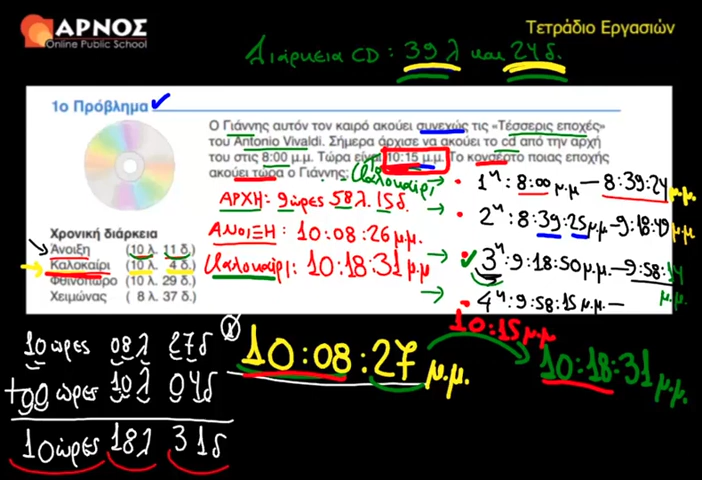 ΑΡΝΟΣ
Online Public School
Τετράδιο Εργασιών
Διάρκεια CD: 39 λ και 24 δ.
1ο Πρόβλημα
Ο Γιάννης αυτόν τον καιρό ακούει συνεχώς τις «Τέσσερις εποχές»
του Antonio Vivaldi. Σήμερα άρχισε να ακούει το cd από την αρχή
του στις 8:00 μ.μ. Τώρα είναι 10:15 μ.μ. Το κονσέρτο ποιας εποχής
ακούει τώρα ο Γιάννης;
Καλοκαίρι
ΑΡΧΗ: 9 ώρες 58 λ. 15 δ.
ΑΝΟΙΞΗ: 10:08:26 μ.μ.
Καλοκαίρι: 10:18:31 μ.μ.
1η: 8:00 μ.μ – 8:39:24 μ.μ.
2η: 8:39:25 μ.μ – 9:18:49 μ.μ.
3η: 9:18:50 μ.μ. → 9:58:14 μ.μ.
4η: 9:58:15 μ.μ. —
Χρονική διάρκεια
Άνοιξη (10 λ. 11 δ.)
Καλοκαίρι (10 λ. 4 δ.)
Φθινόπωρο (10 λ. 29 δ.)
Χειμώνας ( 8 λ. 37 δ.)
10 ώρες 08 λ 27 δ
+00 ώρες 10 λ 04 δ
10 ώρες 18 λ 31 δ
10:08:27 μ.μ.
10:15 μ.μ
10:18:31 μ.μ.